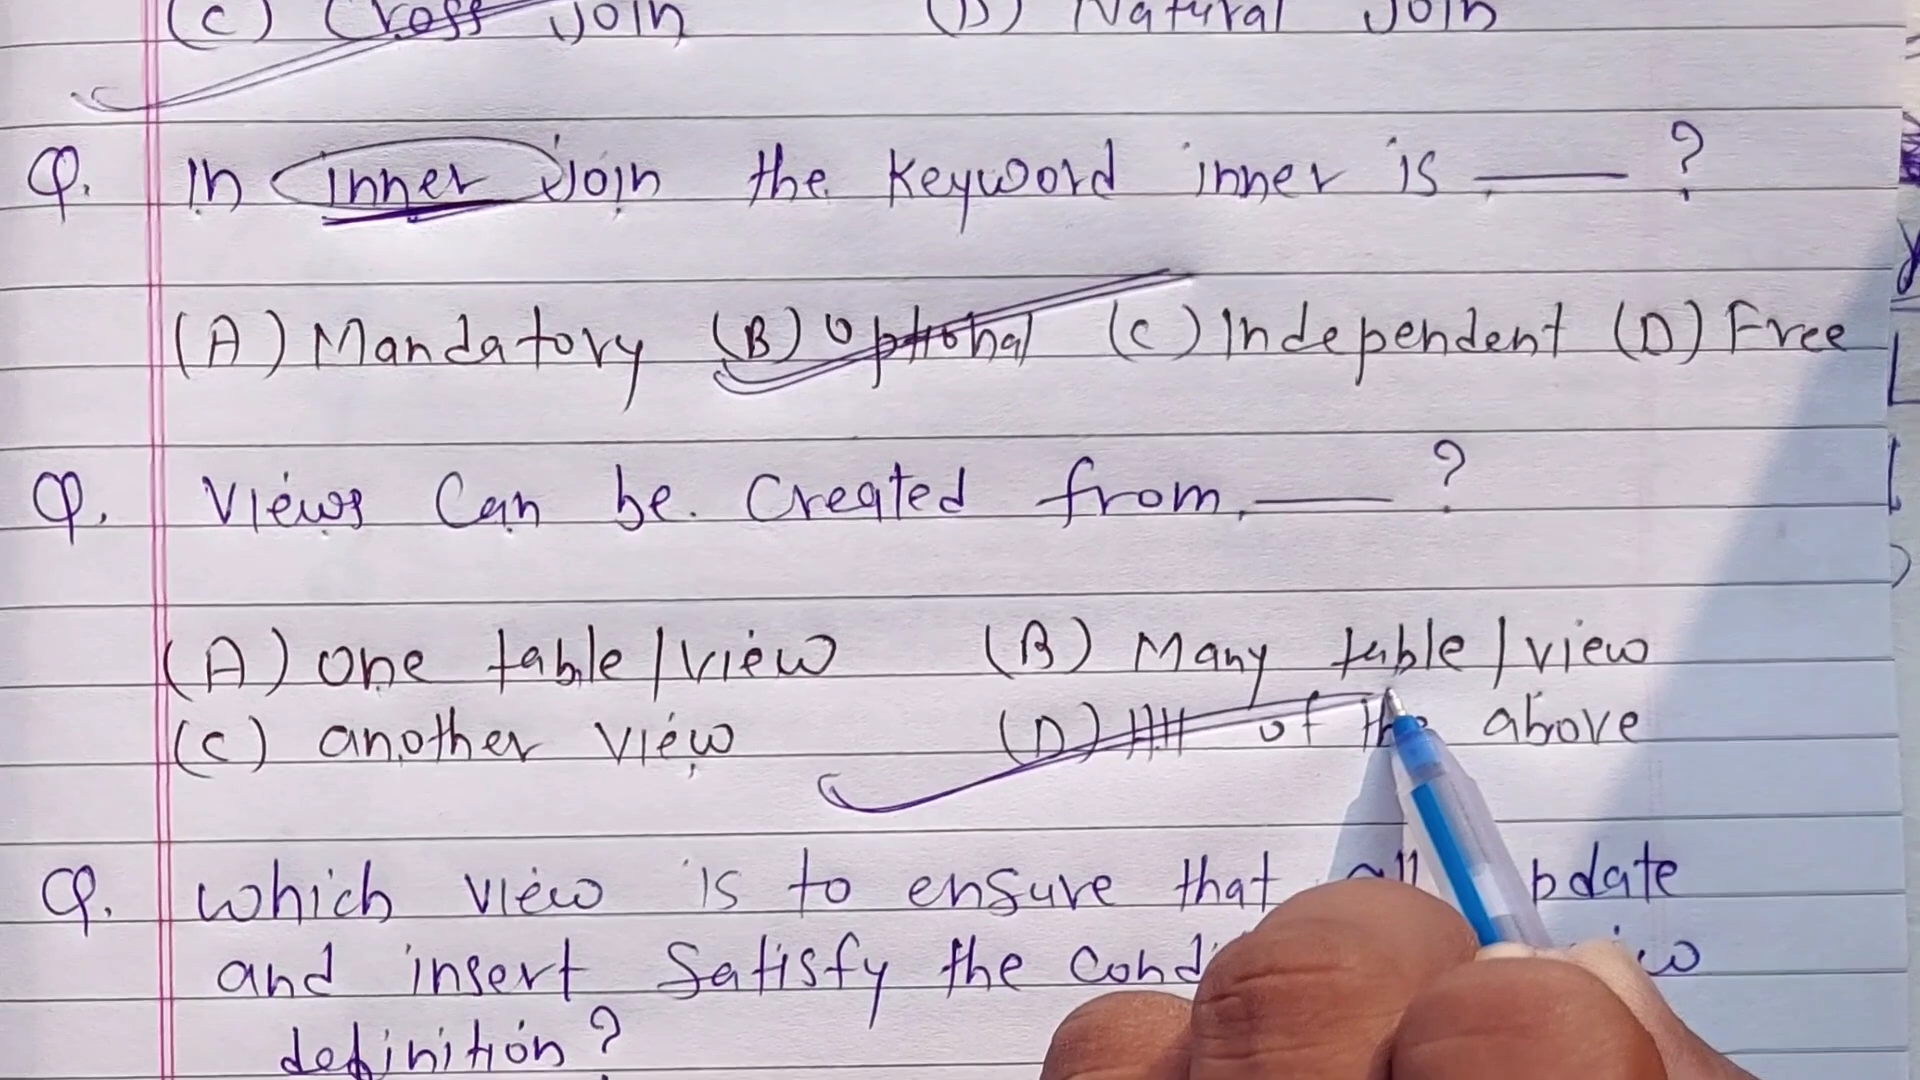 (C) Cross Join (D) Natural Join
Q. In inner Join the Keyword inner is ___ ?
(A) Mandatory (B) Optional (C) Independent (D) Free
Q. Views Can be Created from ___ ?
(A) one table/view (B) Many table/view
(C) another view (D) All of the above
Q. which view is to ensure that all
and insert Satisfy the
definition?